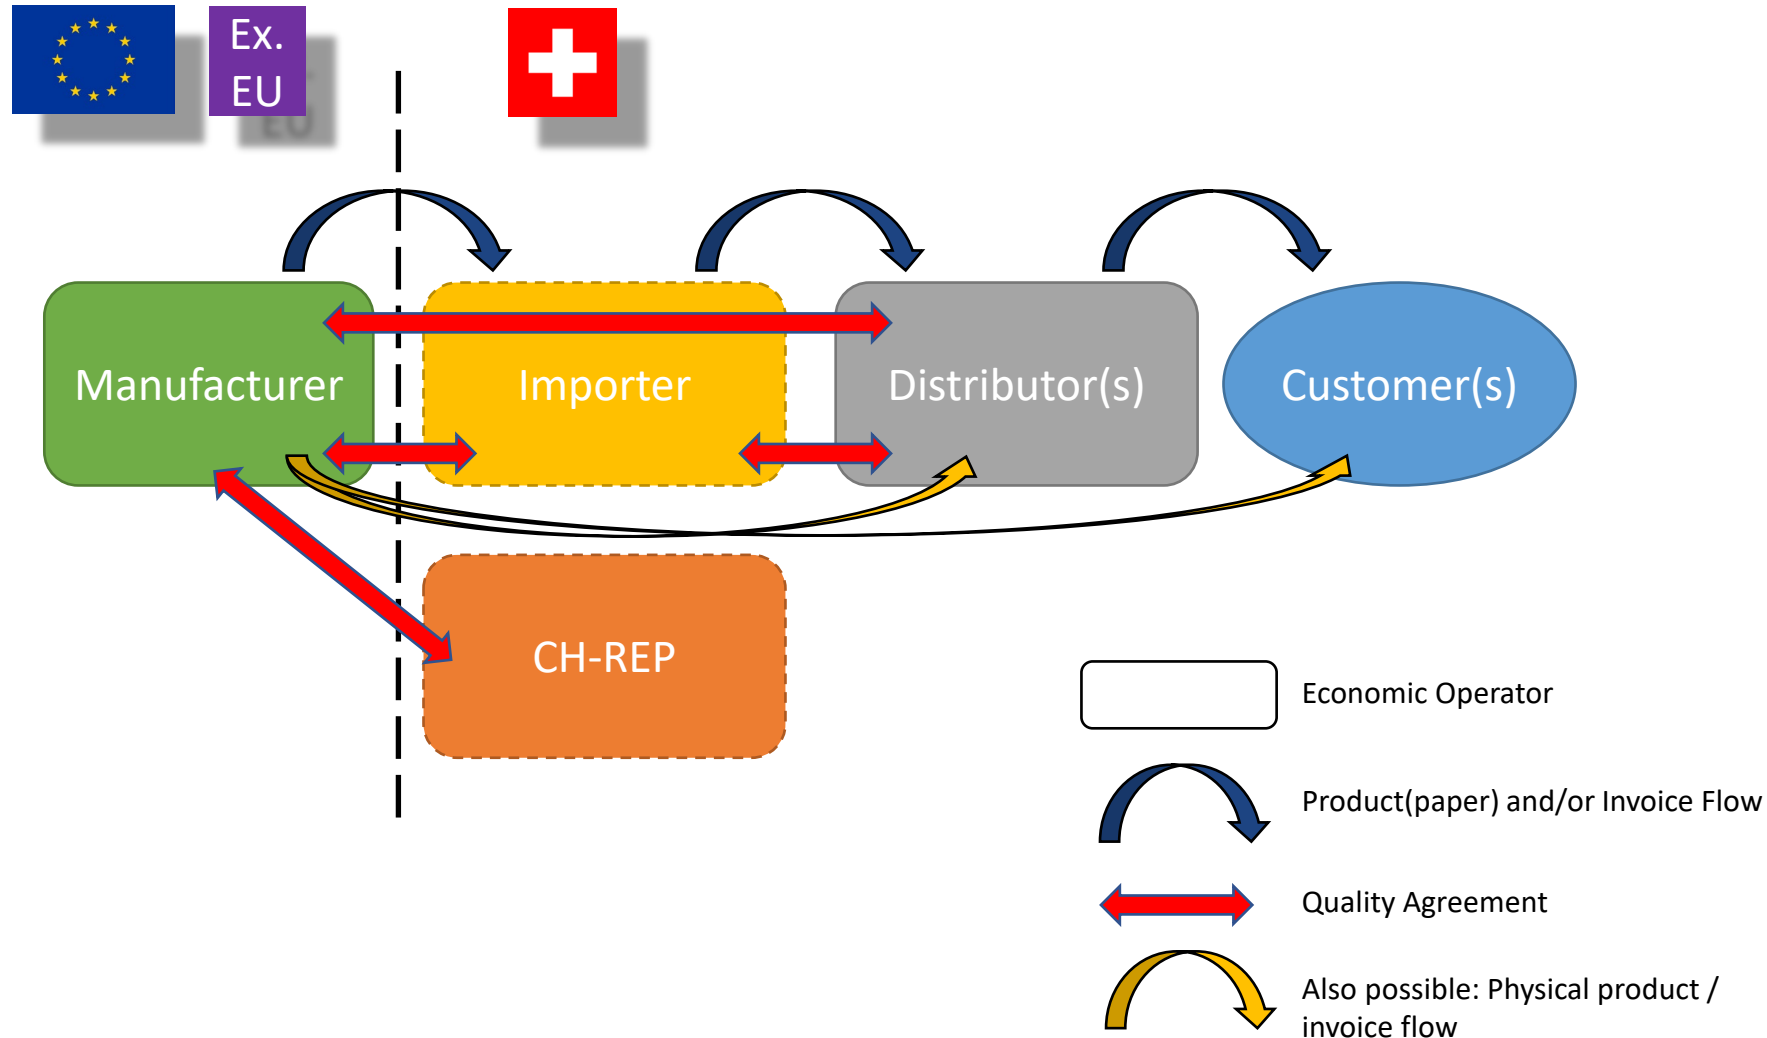 Ex.
EU
Manufacturer
Importer
Distributor(s)
Customer(s)
CH-REP
Economic Operator
Product(paper) and/or Invoice Flow
Quality Agreement
Also possible: Physical product /
invoice flow